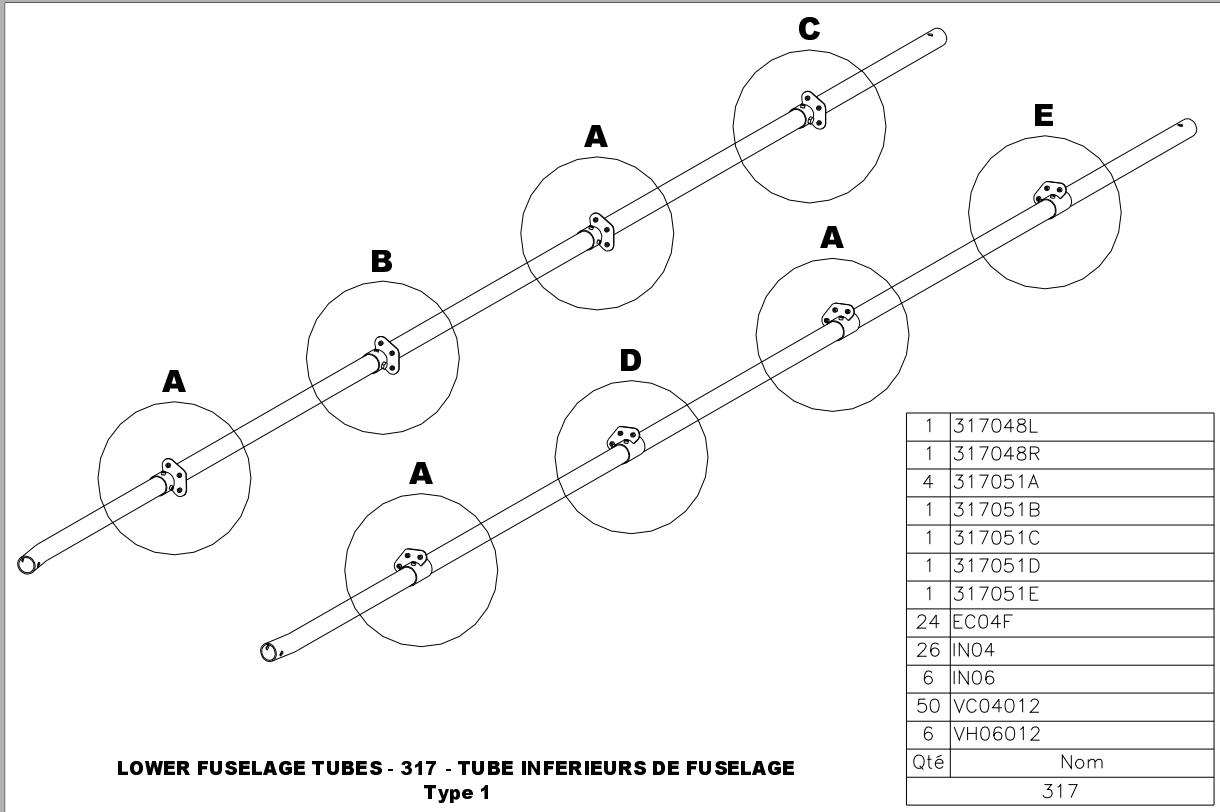 C
A
E
B
A
A
D
A
1 317048L
1 317048R
4 317051A
1 317051B
1 317051C
1 317051D
1 317051E
24 EC04F
26 IN04
6 IN06
50 VC04012
6 VH06012
Qté Nom
317
LOWER FUSELAGE TUBES - 317 - TUBE INFERIEURS DE FUSELAGE
Type 1